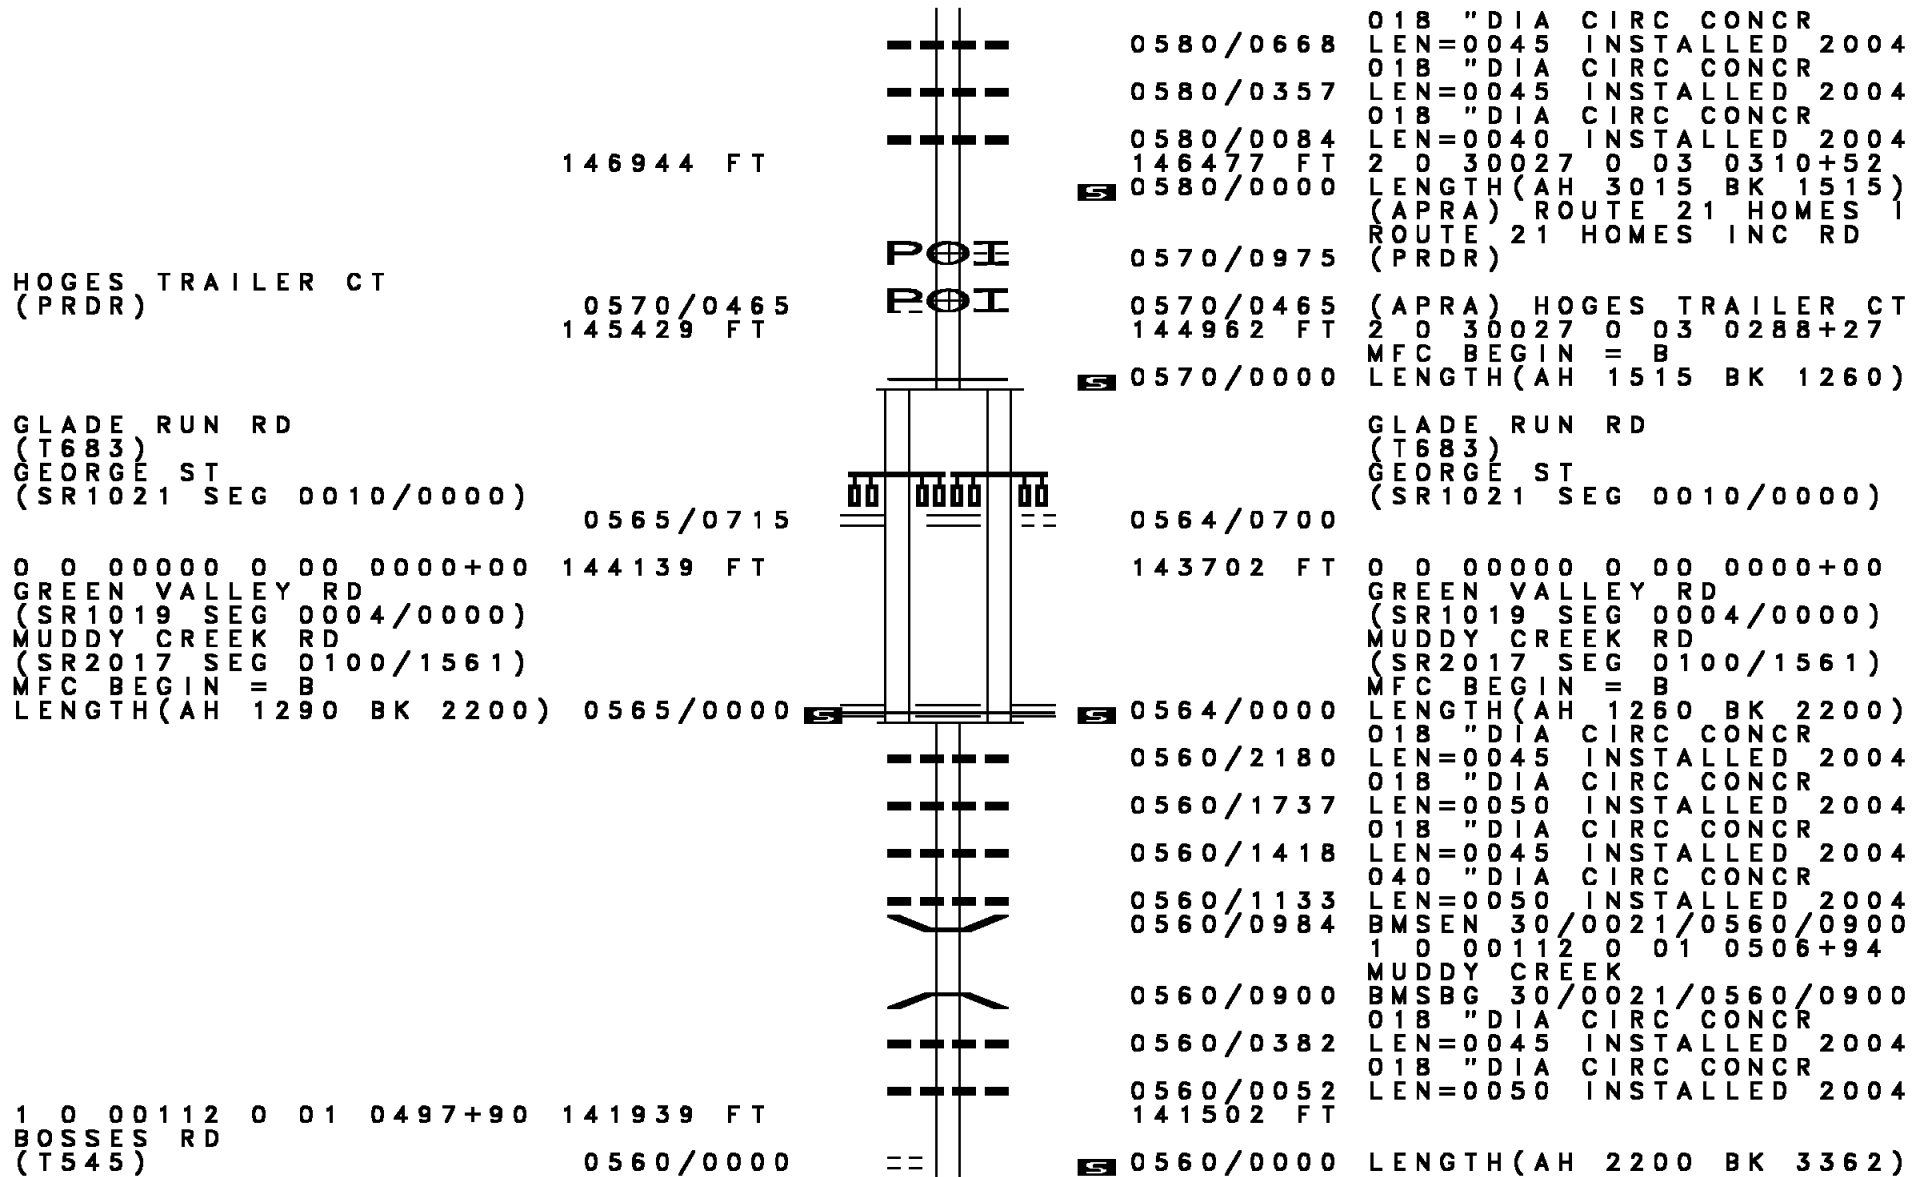 018 "DIA CIRC CONCR
0580/0668 LEN=0045 INSTALLED 2004
018 "DIA CIRC CONCR
0580/0357 LEN=0045 INSTALLED 2004
018 "DIA CIRC CONCR
0580/0084 LEN=0040 INSTALLED 2004
146944 FT 146477 FT 2 0 30027 0 03 0310+52
S 0580/0000 LENGTH(AH 3015 BK 1515)
(APRA) ROUTE 21 HOMES I
ROUTE 21 HOMES INC RD
POI 0570/0975 (PRDR)
HOGES TRAILER CT
(PRDR) 0570/0465 POI 0570/0465 (APRA) HOGES TRAILER CT
145429 FT 144962 FT 2 0 30027 0 03 0288+27
MFC BEGIN = B
S 0570/0000 LENGTH(AH 1515 BK 1260)
GLADE RUN RD GLADE RUN RD
(T683) (T683)
GEORGE ST GEORGE ST
(SR1021 SEG 0010/0000) (SR1021 SEG 0010/0000)
0565/0715 0564/0700
0 0 00000 0 00 0000+00 144139 FT 143702 FT 0 0 00000 0 00 0000+00
GREEN VALLEY RD GREEN VALLEY RD
(SR1019 SEG 0004/0000) (SR1019 SEG 0004/0000)
MUDDY CREEK RD MUDDY CREEK RD
(SR2017 SEG 0100/1561) (SR2017 SEG 0100/1561)
MFC BEGIN = B MFC BEGIN = B
LENGTH(AH 1290 BK 2200) 0565/0000 S S 0564/0000 LENGTH(AH 1260 BK 2200)
018 "DIA CIRC CONCR
0560/2180 LEN=0045 INSTALLED 2004
018 "DIA CIRC CONCR
0560/1737 LEN=0050 INSTALLED 2004
018 "DIA CIRC CONCR
0560/1418 LEN=0045 INSTALLED 2004
040 "DIA CIRC CONCR
0560/1133 LEN=0050 INSTALLED 2004
0560/0984 BMSEN 30/0021/0560/0900
1 0 00112 0 01 0506+94
MUDDY CREEK
0560/0900 BMSBG 30/0021/0560/0900
018 "DIA CIRC CONCR
0560/0382 LEN=0045 INSTALLED 2004
018 "DIA CIRC CONCR
0560/0052 LEN=0050 INSTALLED 2004
1 0 00112 0 01 0497+90 141939 FT 141502 FT
BOSSES RD
(T545) 0560/0000 S 0560/0000 LENGTH(AH 2200 BK 3362)